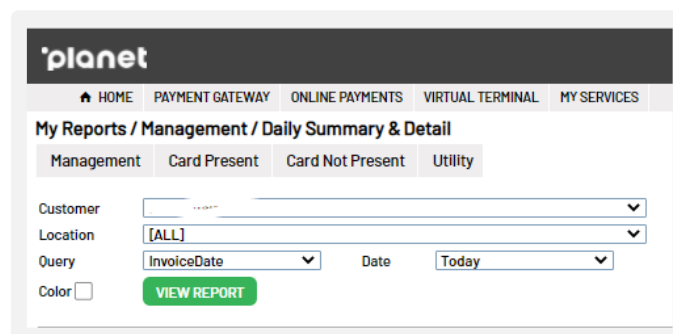 planet
HOME PAYMENT GATEWAY ONLINE PAYMENTS VIRTUAL TERMINAL MY SERVICES
My Reports / Management / Daily Summary & Detail
Management Card Present Card Not Present Utility
Customer
Location [ALL]
Query InvoiceDate Date Today
Color VIEW REPORT